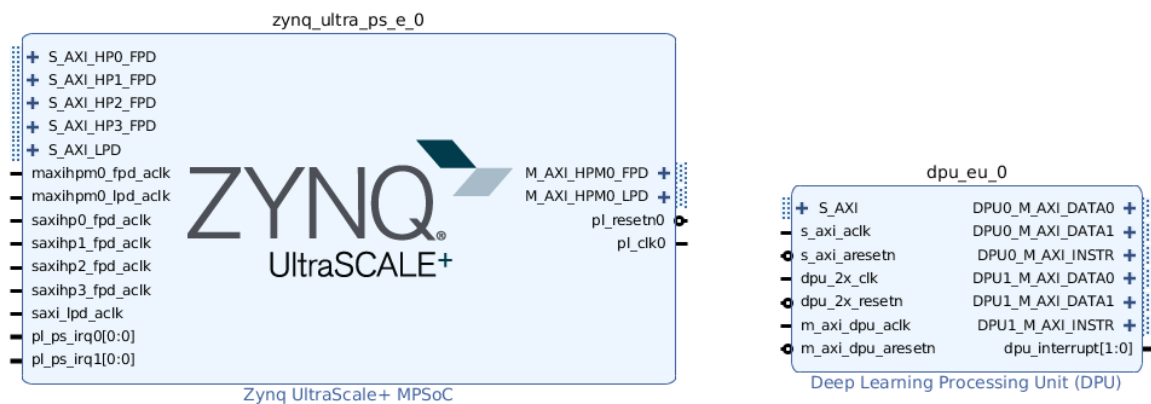 zynq_ultra_ps_e_0
S_AXI_HP0_FPD
S_AXI_HP1_FPD
S_AXI_HP2_FPD
S_AXI_HP3_FPD
S_AXI_LPD
maxihpm0_fpd_aclk
maxihpm0_lpd_aclk
saxihp0_fpd_aclk
saxihp1_fpd_aclk
saxihp2_fpd_aclk
saxihp3_fpd_aclk
saxi_lpd_aclk
pl_ps_irq0[0:0]
pl_ps_irq1[0:0]
ZYNQ®
UltraSCALE+
M_AXI_HPM0_FPD
M_AXI_HPM0_LPD
pl_resetn0
pl_clk0
Zynq UltraScale+ MPSoC
dpu_eu_0
S_AXI
s_axi_aclk
s_axi_aresetn
dpu_2x_clk
dpu_2x_resetn
m_axi_dpu_aclk
m_axi_dpu_aresetn
DPU0_M_AXI_DATA0
DPU0_M_AXI_DATA1
DPU0_M_AXI_INSTR
DPU1_M_AXI_DATA0
DPU1_M_AXI_DATA1
DPU1_M_AXI_INSTR
dpu_interrupt[1:0]
Deep Learning Processing Unit (DPU)